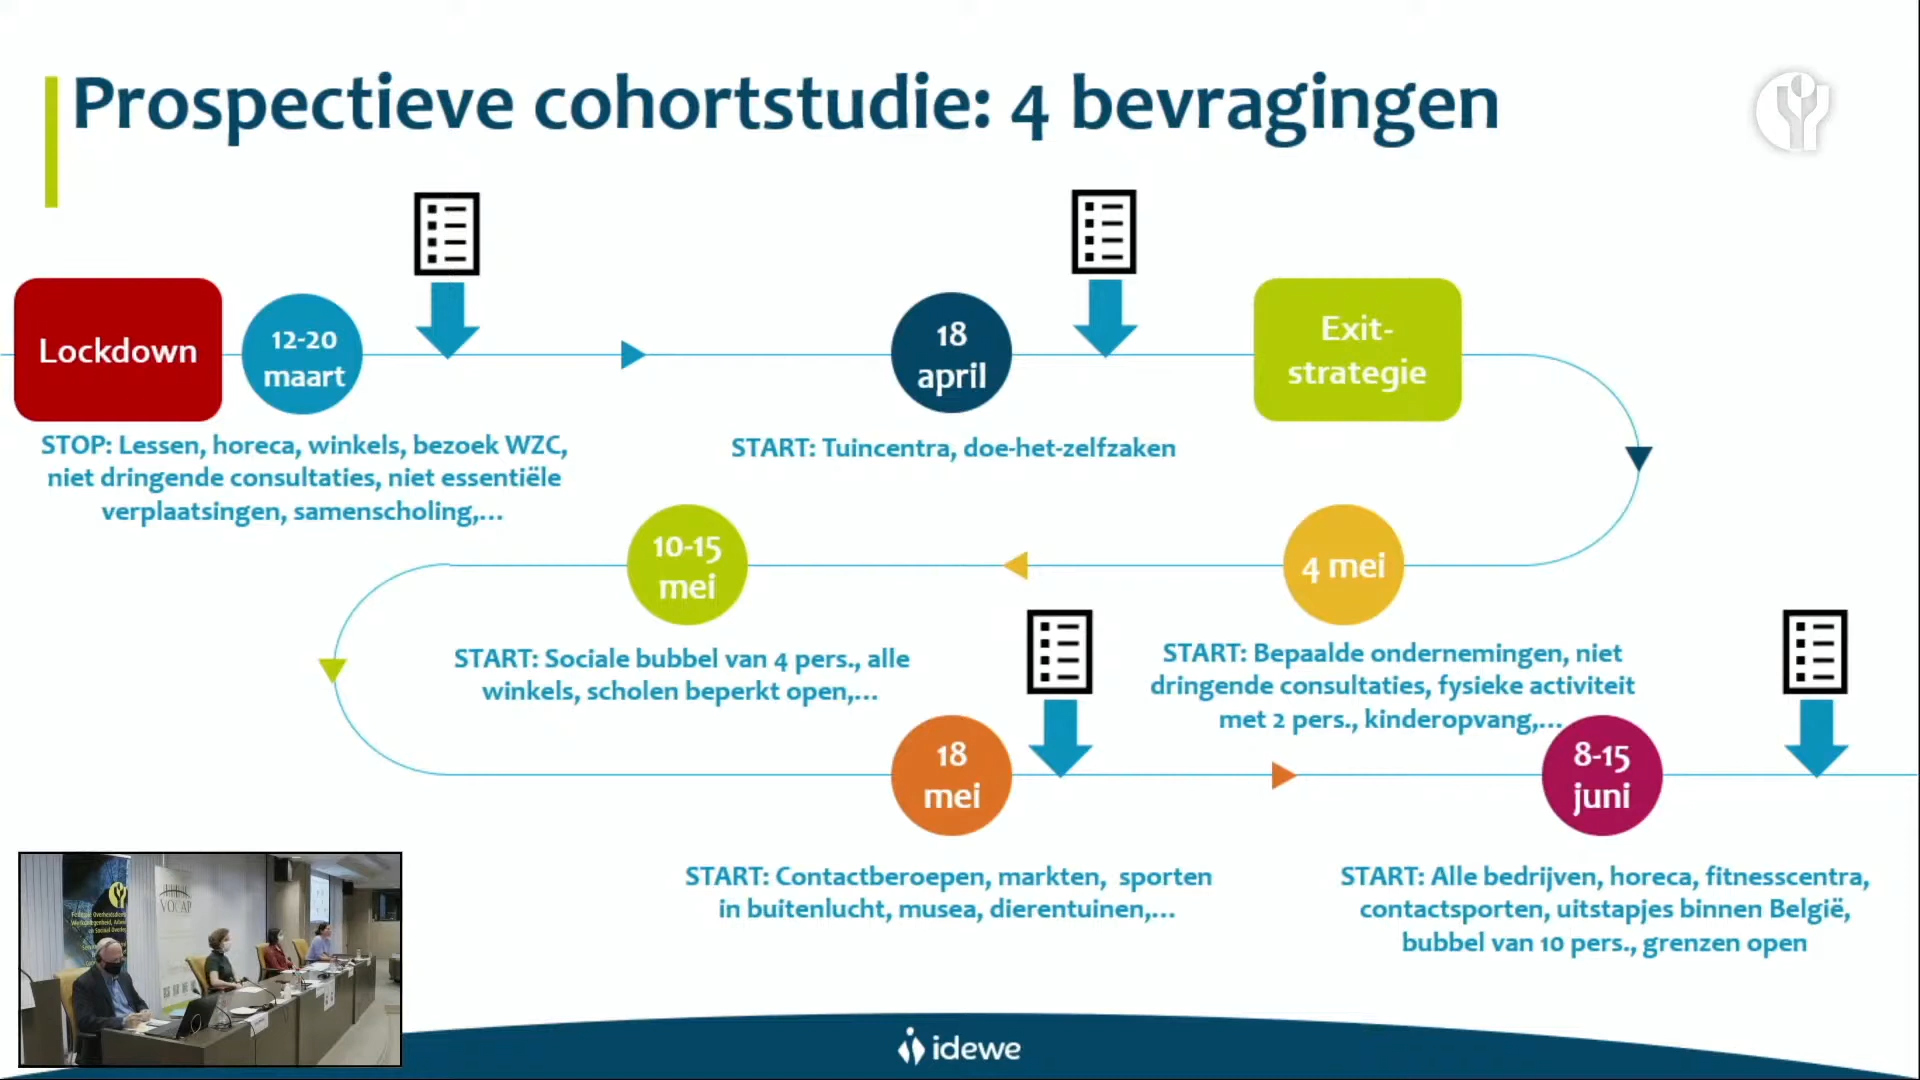 Prospectieve cohortstudie: 4 bevragingen
Lockdown
12-20
maart
18
april
Exit-
strategie
STOP: Lessen, horeca, winkels, bezoek WZC,
niet dringende consultaties, niet essentiële
verplaatsingen, samenscholing,...
START: Tuincentra, doe-het-zelfzaken
10-15
mei
4 mei
START: Sociale bubbel van 4 pers., alle
winkels, scholen beperkt open,...
START: Bepaalde ondernemingen, niet
dringende consultaties, fysieke activiteit
met 2 pers., kinderopvang,...
18
mei
8-15
juni
START: Contactberoepen, markten, sporten
in buitenlucht, musea, dierentuinen,...
START: Alle bedrijven, horeca, fitnesscentra,
contactsporten, uitstapjes binnen België,
bubbel van 10 pers., grenzen open
VOCAP
idewe